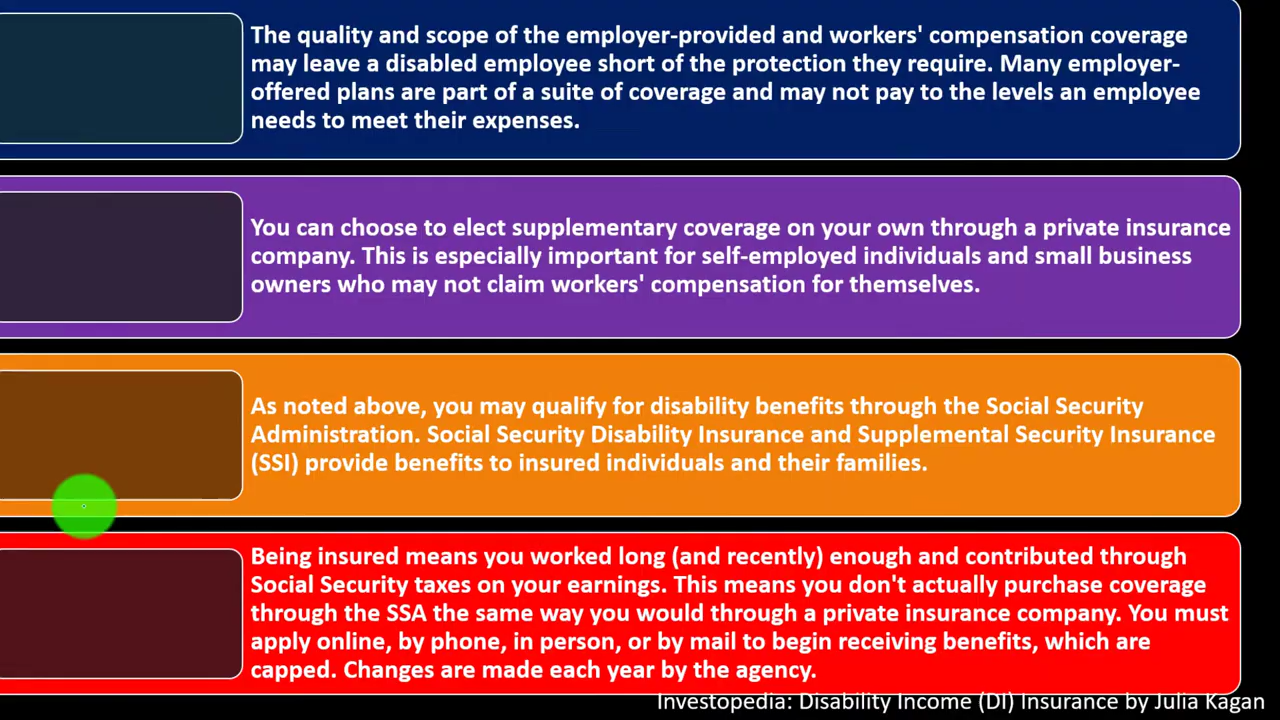 The quality and scope of the employer-provided and workers' compensation coverage
may leave a disabled employee short of the protection they require. Many employer-
offered plans are part of a suite of coverage and may not pay to the levels an employee
needs to meet their expenses.
You can choose to elect supplementary coverage on your own through a private insurance
company. This is especially important for self-employed individuals and small business
owners who may not claim workers' compensation for themselves.
As noted above, you may qualify for disability benefits through the Social Security
Administration. Social Security Disability Insurance and Supplemental Security Insurance
(SSI) provide benefits to insured individuals and their families.
Being insured means you worked long (and recently) enough and contributed through
Social Security taxes on your earnings. This means you don't actually purchase coverage
through the SSA the same way you would through a private insurance company. You must
apply online, by phone, in person, or by mail to begin receiving benefits, which are
capped. Changes are made each year by the agency.
Investopedia: Disability Income (DI) Insurance by Julia Kagan